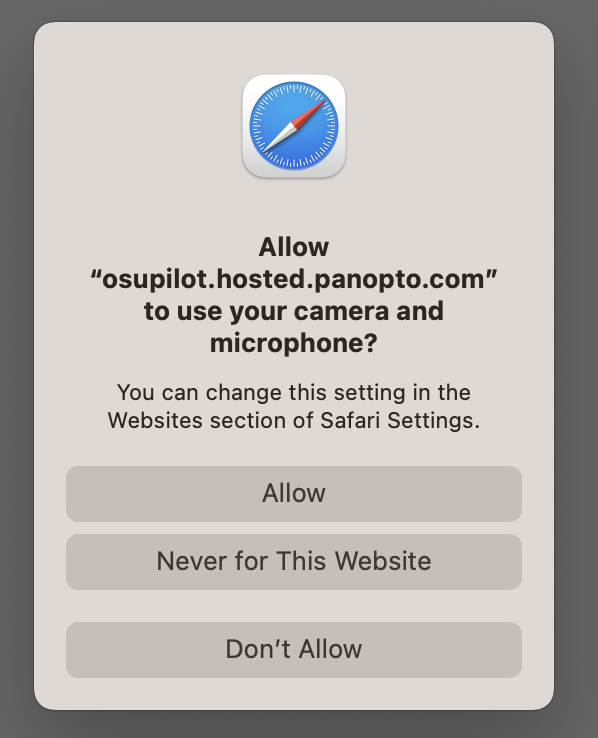 Allow
“osupilot.hosted.panopto.com”
to use your camera and
microphone?
You can change this setting in the
Websites section of Safari Settings.
Allow
Never for This Website
Don’t Allow